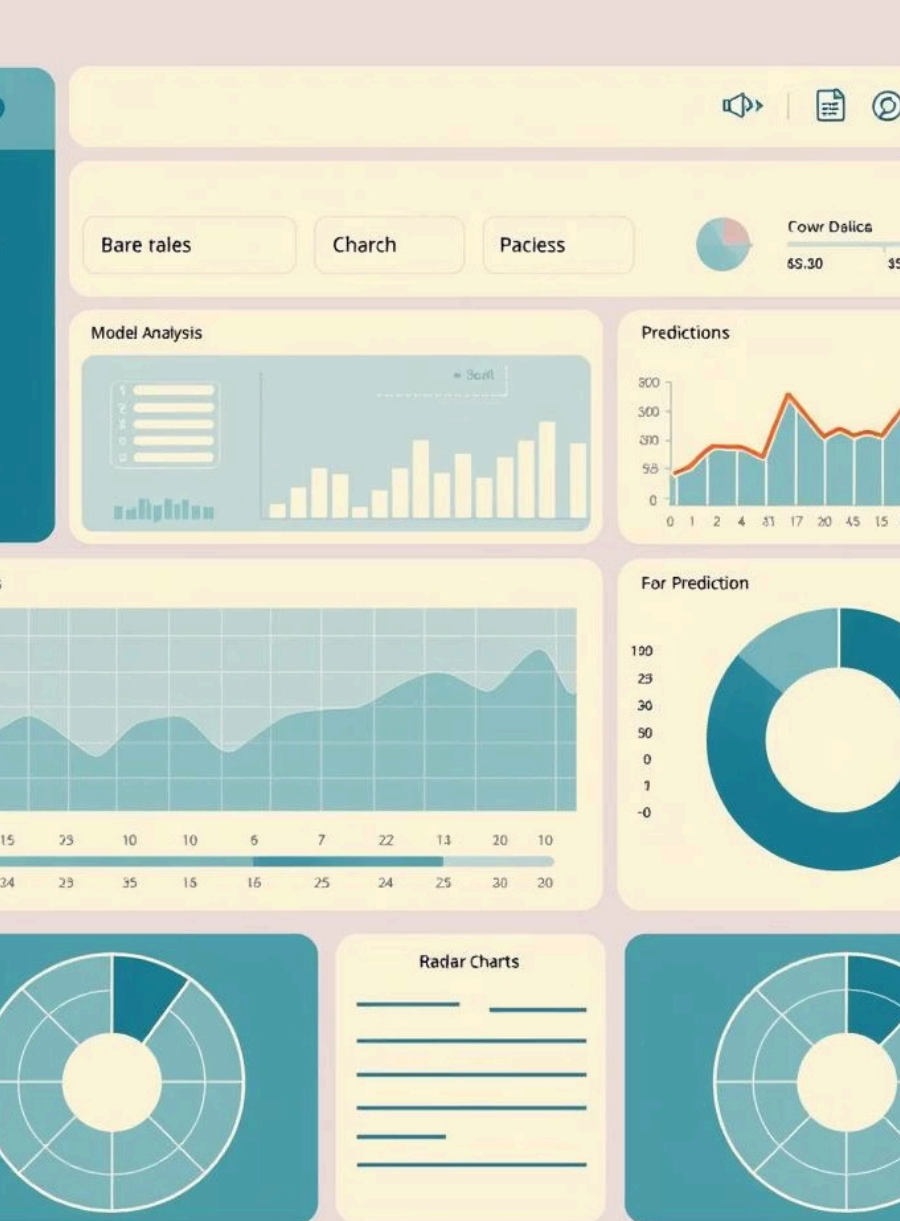 Bare tales
Charch
Paciess
Cowr Dalica
Model Analysis
Predictions
300
0
0 1 2 4 17 20 45 15
For Prediction
190
23
30
50
0
1
-0
15 23 10 10 6 7 22 13 20 10
34 23 35 15 16 25 24 25 30 20
Radar Charts